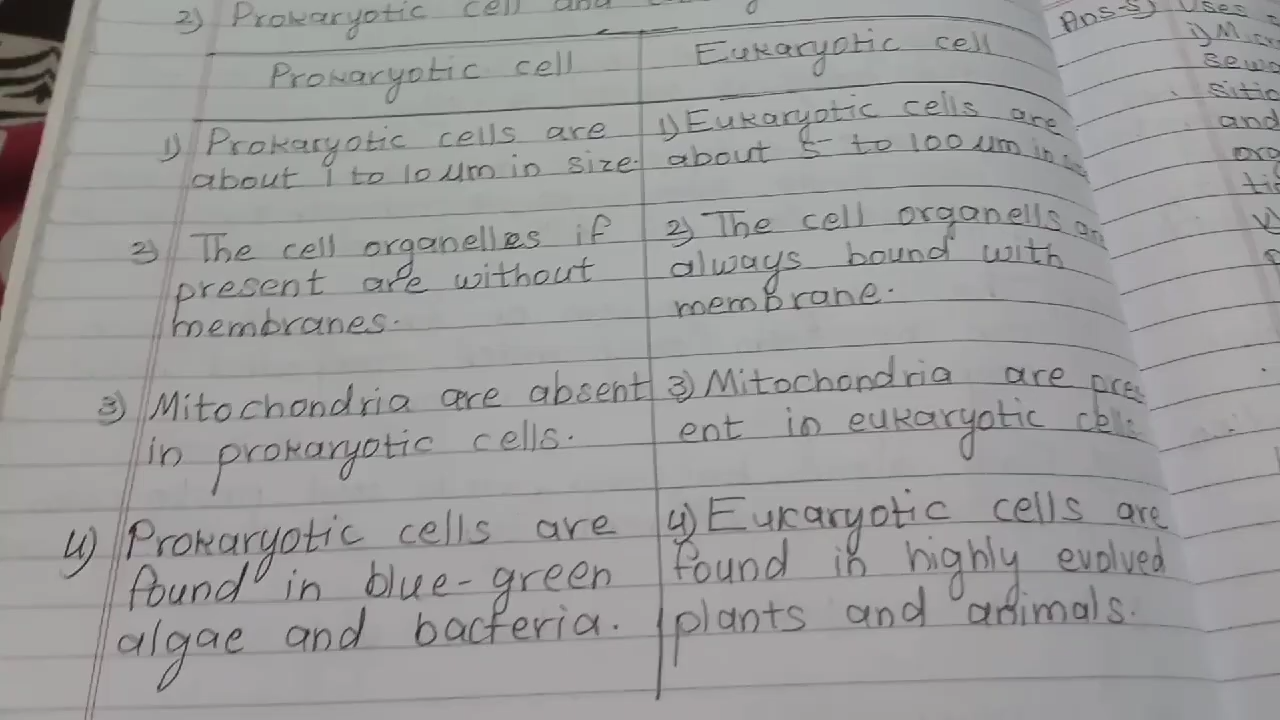 2) Prokaryotic cell and
Prokaryotic cell
Eukaryotic cell
1) Prokaryotic cells are
about 1 to 10 μm in size.
1) Eukaryotic cells are
about 5 to 100 μm in
2) The cell organelles if
present are without
membranes.
2) The cell organells
always bound with
membrane.
3) Mitochondria are absent
in prokaryotic cells.
3) Mitochondria are pres
ent in eukaryotic cells
4) Prokaryotic cells are
found in blue-green
algae and bacteria.
4) Eukaryotic cells are
found in highly evolved
plants and animals.
Ans-5) Uses
i)
and